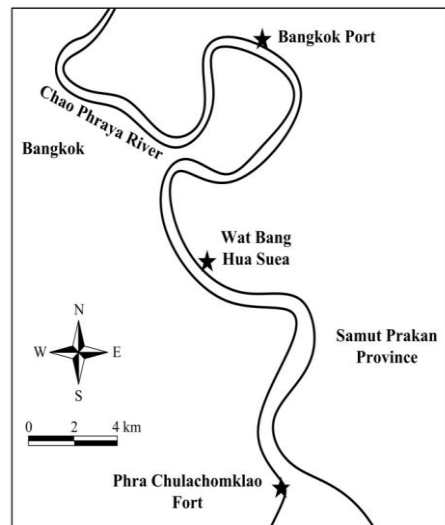 Bangkok Port
Chao Phraya River
Bangkok
Wat Bang
Hua Suea
N
W E
S
Samut Prakan
Province
0 2 4 km
Phra Chulachomklao
Fort